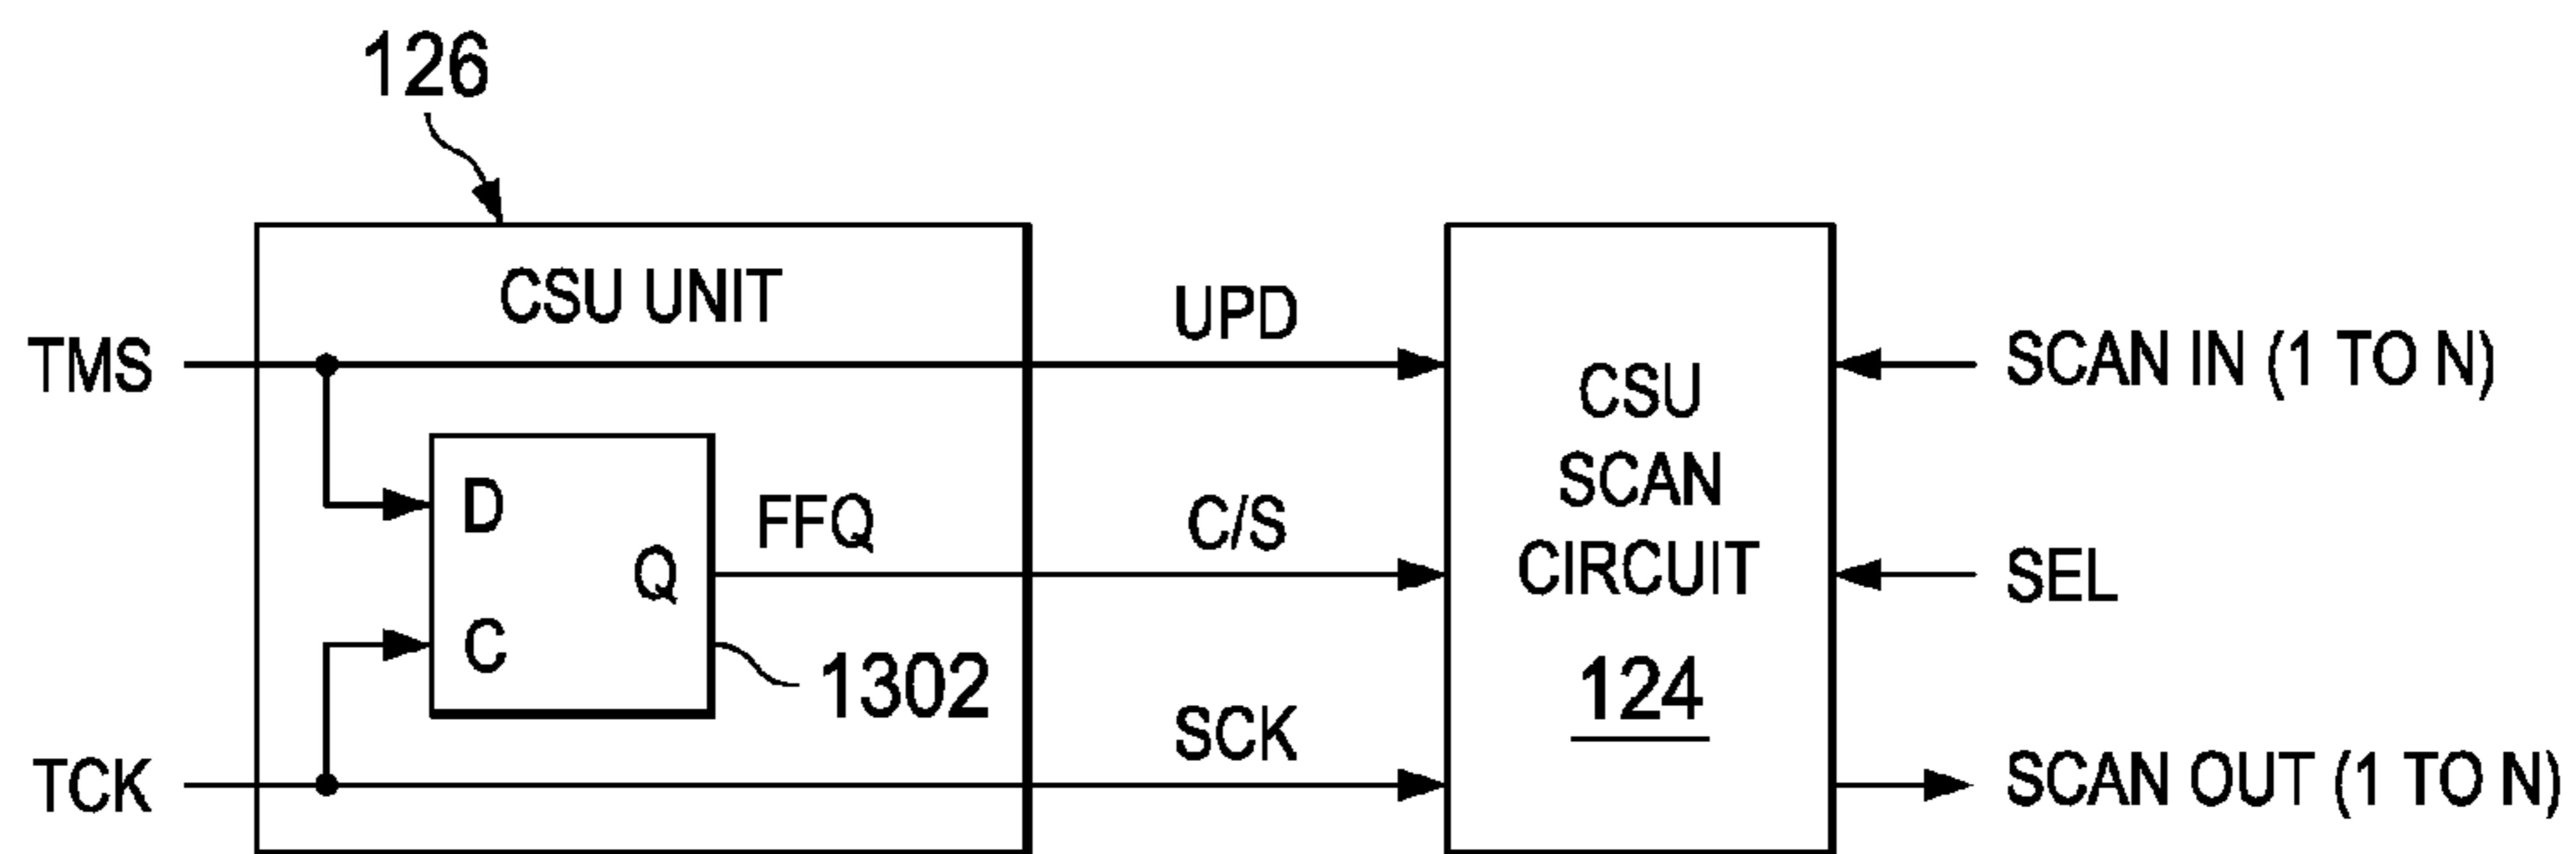 126
CSU UNIT
TMS
D
C
Q
FFQ
1302
TCK
UPD
C/S
SCK
CSU
SCAN
CIRCUIT
124
SCAN IN (1 TO N)
SEL
SCAN OUT (1 TO N)